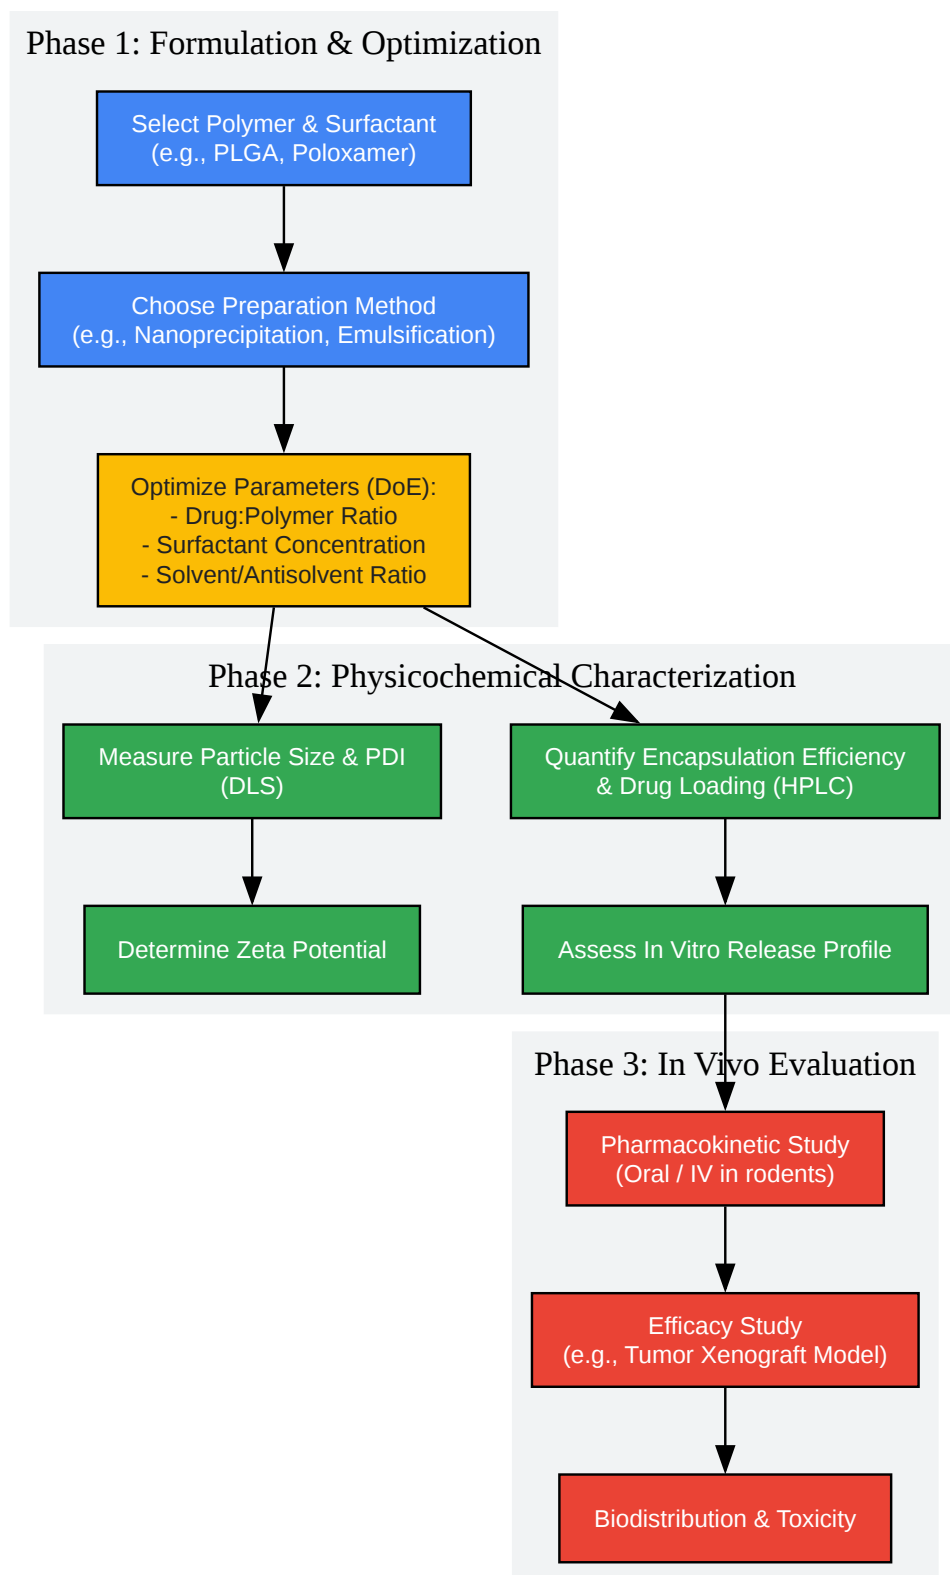 Phase 1: Formulation & Optimization
Select Polymer & Surfactant
(e.g., PLGA, Poloxamer)
Choose Preparation Method
(e.g., Nanoprecipitation, Emulsification)
Optimize Parameters (DoE):
- Drug:Polymer Ratio
- Surfactant Concentration
- Solvent/Antisolvent Ratio
Phase 2: Physicochemical Characterization
Measure Particle Size & PDI
(DLS)
Quantify Encapsulation Efficiency
& Drug Loading (HPLC)
Determine Zeta Potential
Assess In Vitro Release Profile
Phase 3: In Vivo Evaluation
Pharmacokinetic Study
(Oral / IV in rodents)
Efficacy Study
(e.g., Tumor Xenograft Model)
Biodistribution & Toxicity